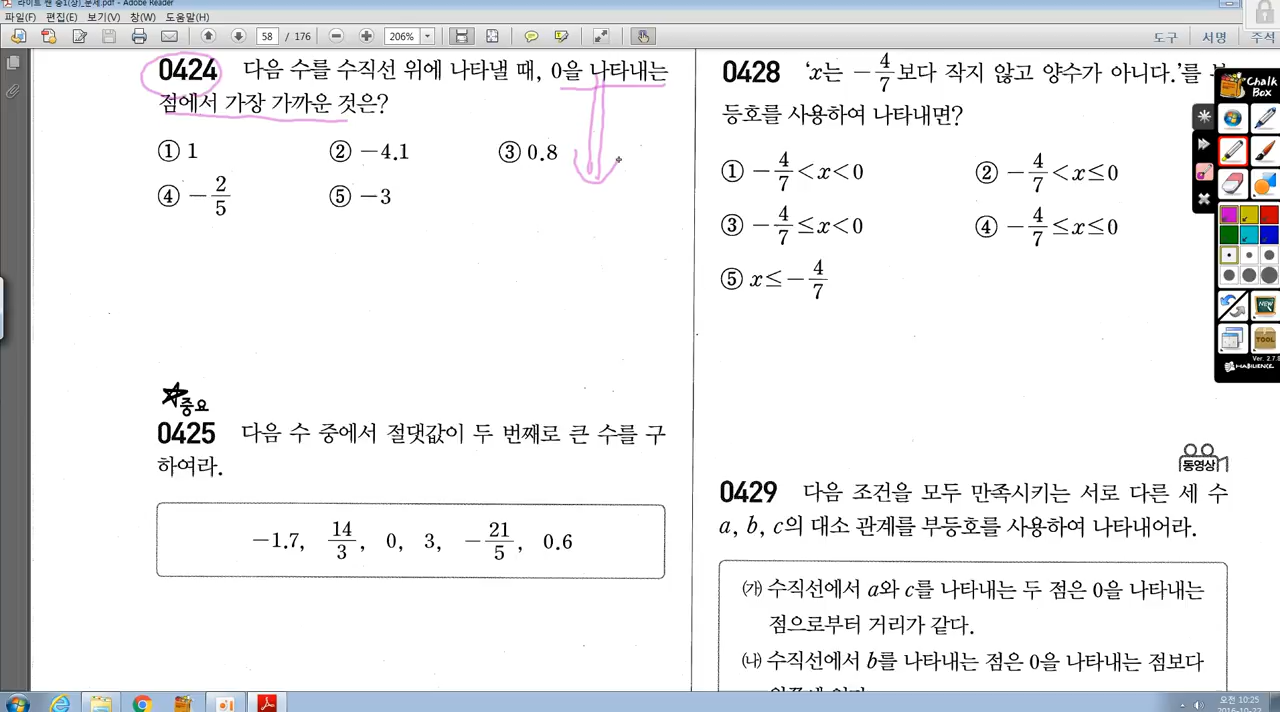 라이트 쎈 중1(상)_문제.pdf - Adobe Reader
파일(F) 편집(E) 보기(V) 창(W) 도움말(H)
58 / 176 206% 도구 서명 주석
0424 다음 수를 수직선 위에 나타낼 때, 0을 나타내는
점에서 가장 가까운 것은?
① 1 ② −4.1 ③ 0.8
④ −2/5 ⑤ −3
중요
0425 다음 수 중에서 절댓값이 두 번째로 큰 수를 구
하여라.
−1.7, 14/3, 0, 3, −21/5, 0.6
0428 ‘x는 −4/7보다 작지 않고 양수가 아니다.’를
등호를 사용하여 나타내면?
① −4/7<x<0 ② −4/7<x≤0
③ −4/7≤x<0 ④ −4/7≤x≤0
⑤ x≤−4/7
동영상
0429 다음 조건을 모두 만족시키는 서로 다른 세 수
a, b, c의 대소 관계를 부등호를 사용하여 나타내어라.
㈎ 수직선에서 a와 c를 나타내는 두 점은 0을 나타내는
점으로부터 거리가 같다.
㈏ 수직선에서 b를 나타내는 점은 0을 나타내는 점보다
Chalk Box
NEW
TOOL
HABILIENCE
오전 10:25
2016-10-22